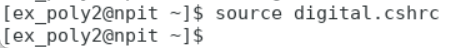 [ex_poly2@npit ~]$ source digital.cshrc
[ex_poly2@npit ~]$